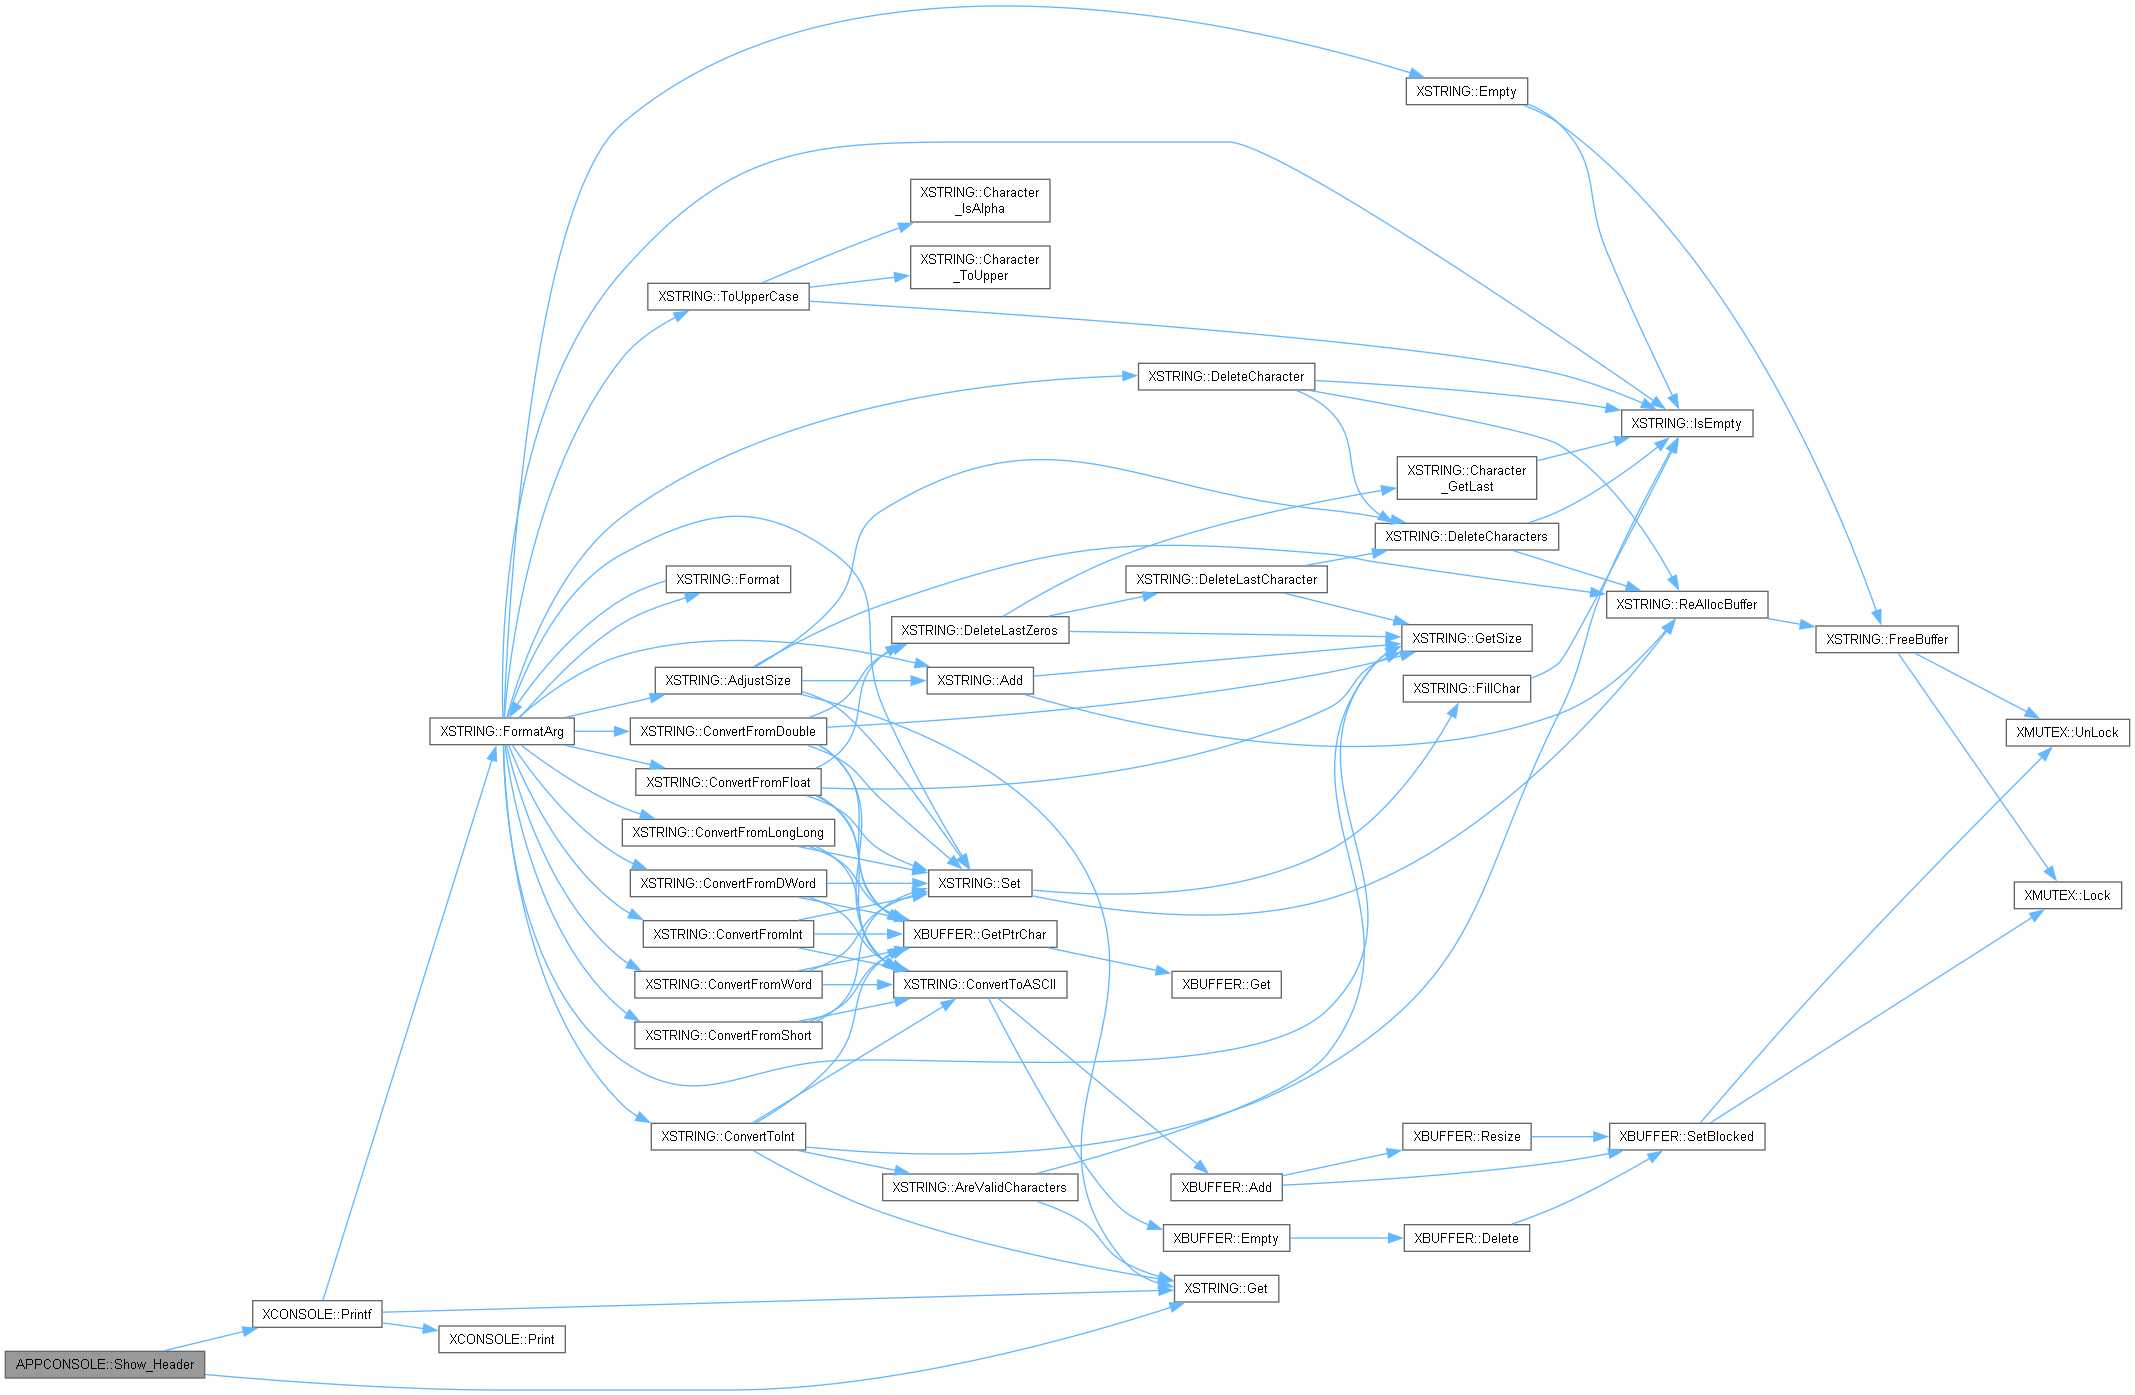 XSTRING::Empty
XSTRING::Character
_IsAlpha
XSTRING::Character
_ToUpper
XSTRING::ToUpperCase
XSTRING::DeleteCharacter
XSTRING::IsEmpty
XSTRING::Character
_GetLast
XSTRING::DeleteCharacters
XSTRING::Format
XSTRING::DeleteLastCharacter
XSTRING::ReAllocBuffer
XSTRING::DeleteLastZeros
XSTRING::GetSize
XSTRING::FreeBuffer
XSTRING::AdjustSize
XSTRING::Add
XSTRING::FillChar
XSTRING::FormatArg
XSTRING::ConvertFromDouble
XMUTEX::UnLock
XSTRING::ConvertFromFloat
XSTRING::ConvertFromLongLong
XSTRING::ConvertFromDWord
XSTRING::Set
XMUTEX::Lock
XSTRING::ConvertFromInt
XBUFFER::GetPtrChar
XSTRING::ConvertFromWord
XSTRING::ConvertToASCII
XBUFFER::Get
XSTRING::ConvertFromShort
XSTRING::ConvertToInt
XBUFFER::Resize
XBUFFER::SetBlocked
XSTRING::AreValidCharacters
XBUFFER::Add
XBUFFER::Empty
XBUFFER::Delete
XSTRING::Get
XCONSOLE::Printf
XCONSOLE::Print
APPCONSOLE::Show_Header